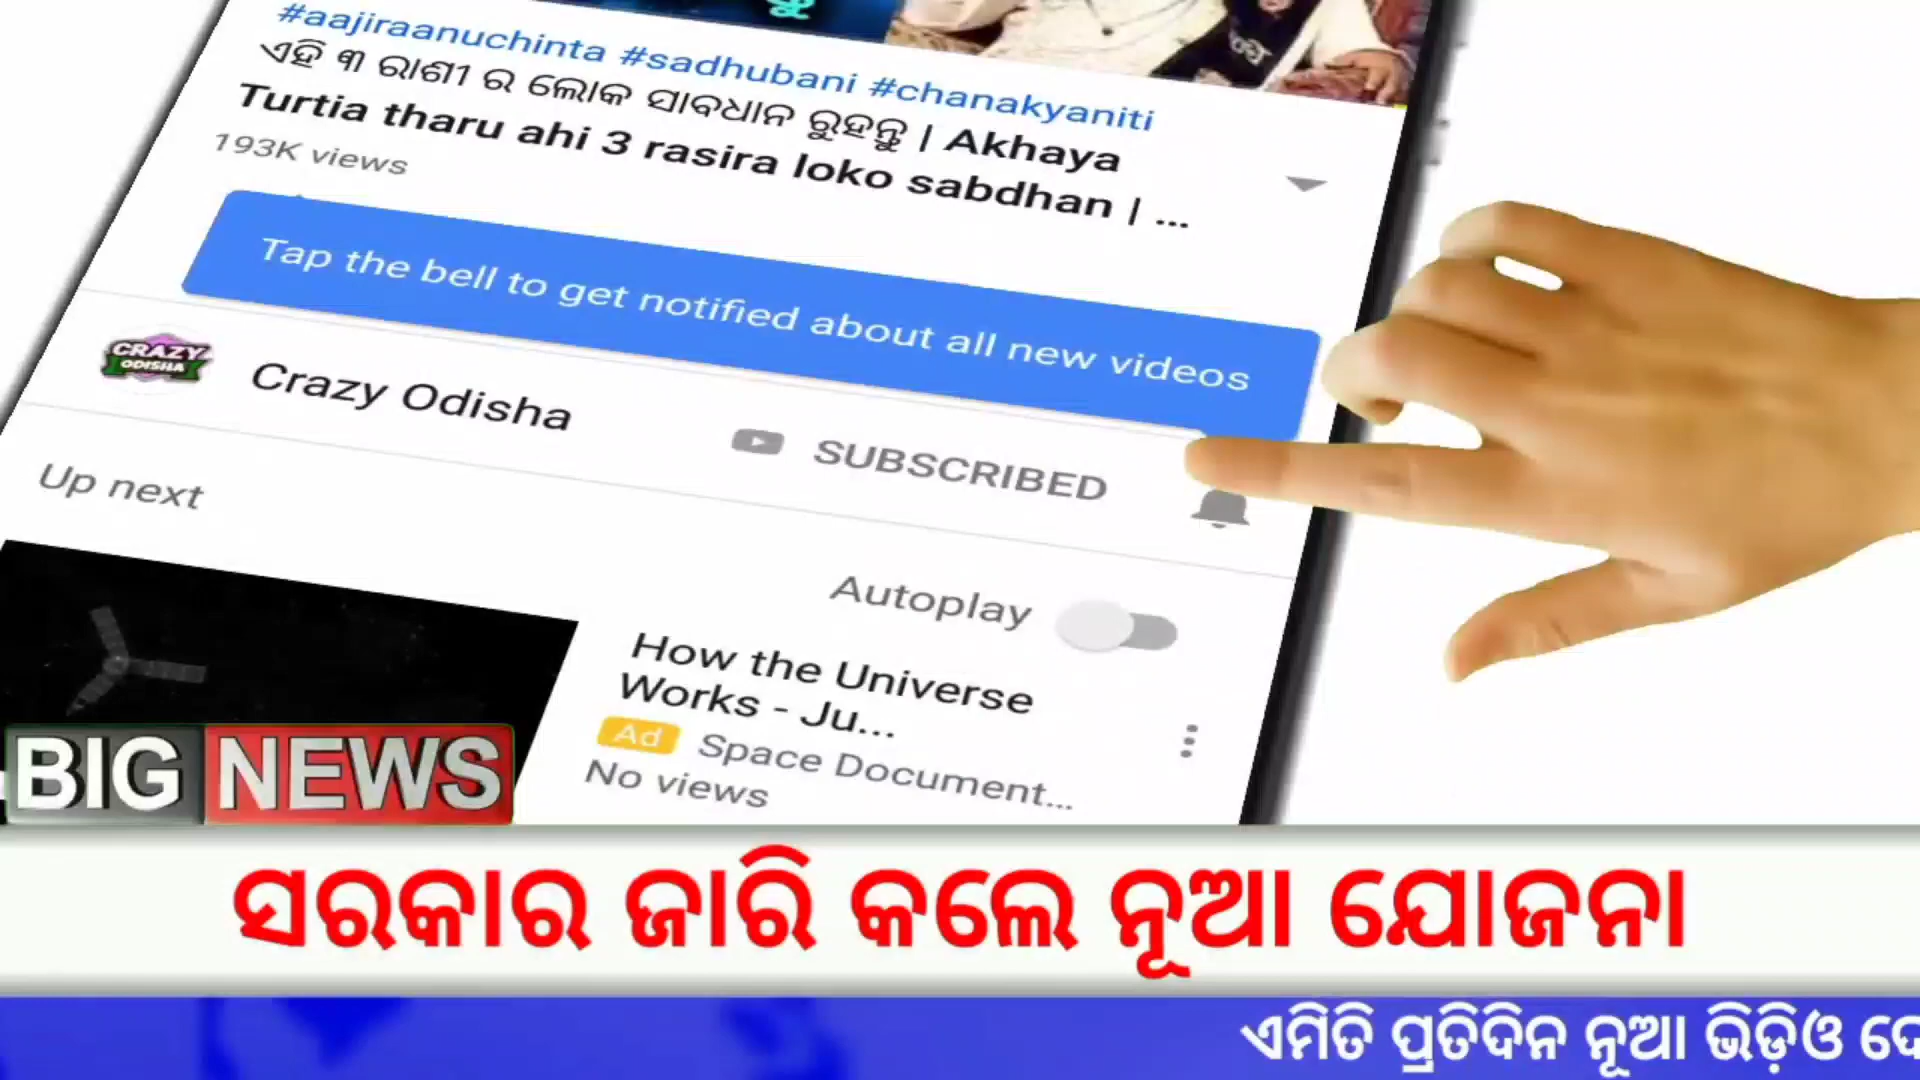 #aajiraanuchinta #sadhubani #chanakyaniti
ଏହି ୩ ରାଶୀ ର ଲୋକ ସାବଧାନ ରୁହନ୍ତୁ | Akhaya
Turtia tharu ahi 3 rasira loko sabdhan | ...
193K views
Tap the bell to get notified about all new videos
CRAZY
ODISHA
Crazy Odisha
SUBSCRIBED
Up next
Autoplay
How the Universe
Works - Ju...
Ad Space Document...
No views
BIG NEWS
ସରକାର ଜାରି କଲେ ନୂଆ ଯୋଜନା
ଏମିତି ପ୍ରତିଦିନ ନୂଆ ଭିଡ଼ିଓ